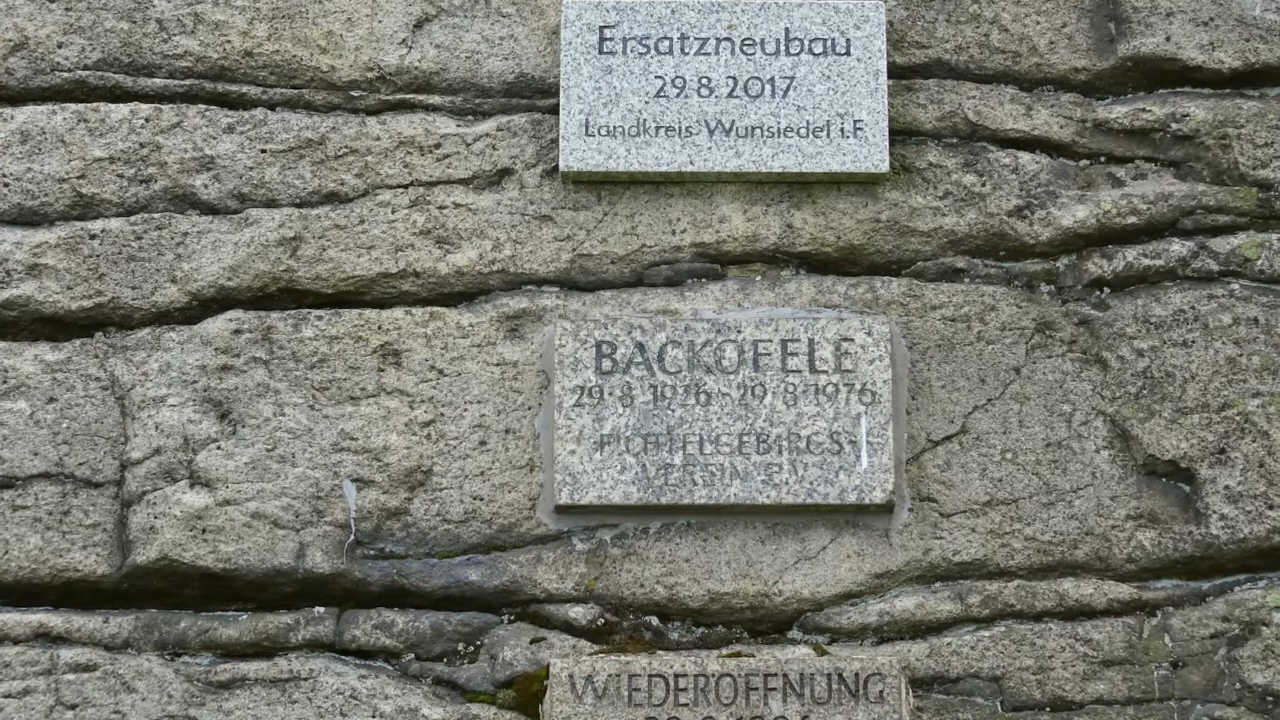 Ersatzneubau
29.8.2017
Landkreis Wunsiedel i.F.
BACKÖFELE
29.8.1926-29.8.1976
FICHTELGEBIRGS-
VEREIN E.V.
WIEDERÖFFNUNG